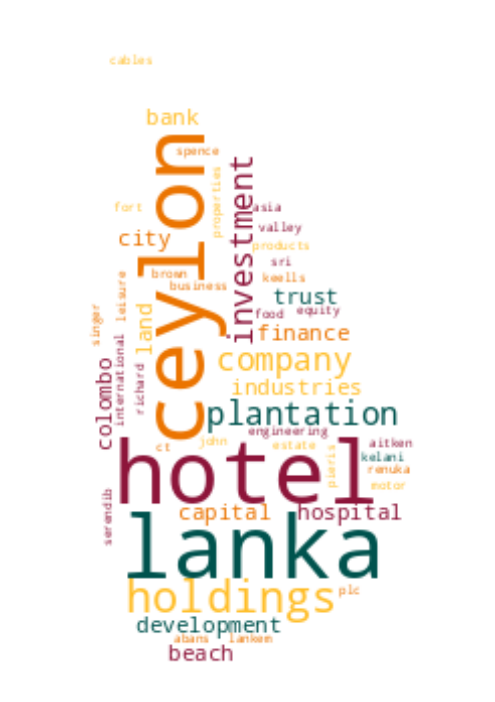 cables
bank
ceylon
spence
investment
properties
fort
asia
valley
city
products
sri
brown
keells
business
leisure
trust
singer
land
food
equity
finance
international
colombo
company
richard
industries
plantation
engineering
john
estate
aitken
ct
hotel
pieris
kelani
renuka
motor
serendib
capital
hospital
lanka
holdings
plc
development
abans
lankem
beach